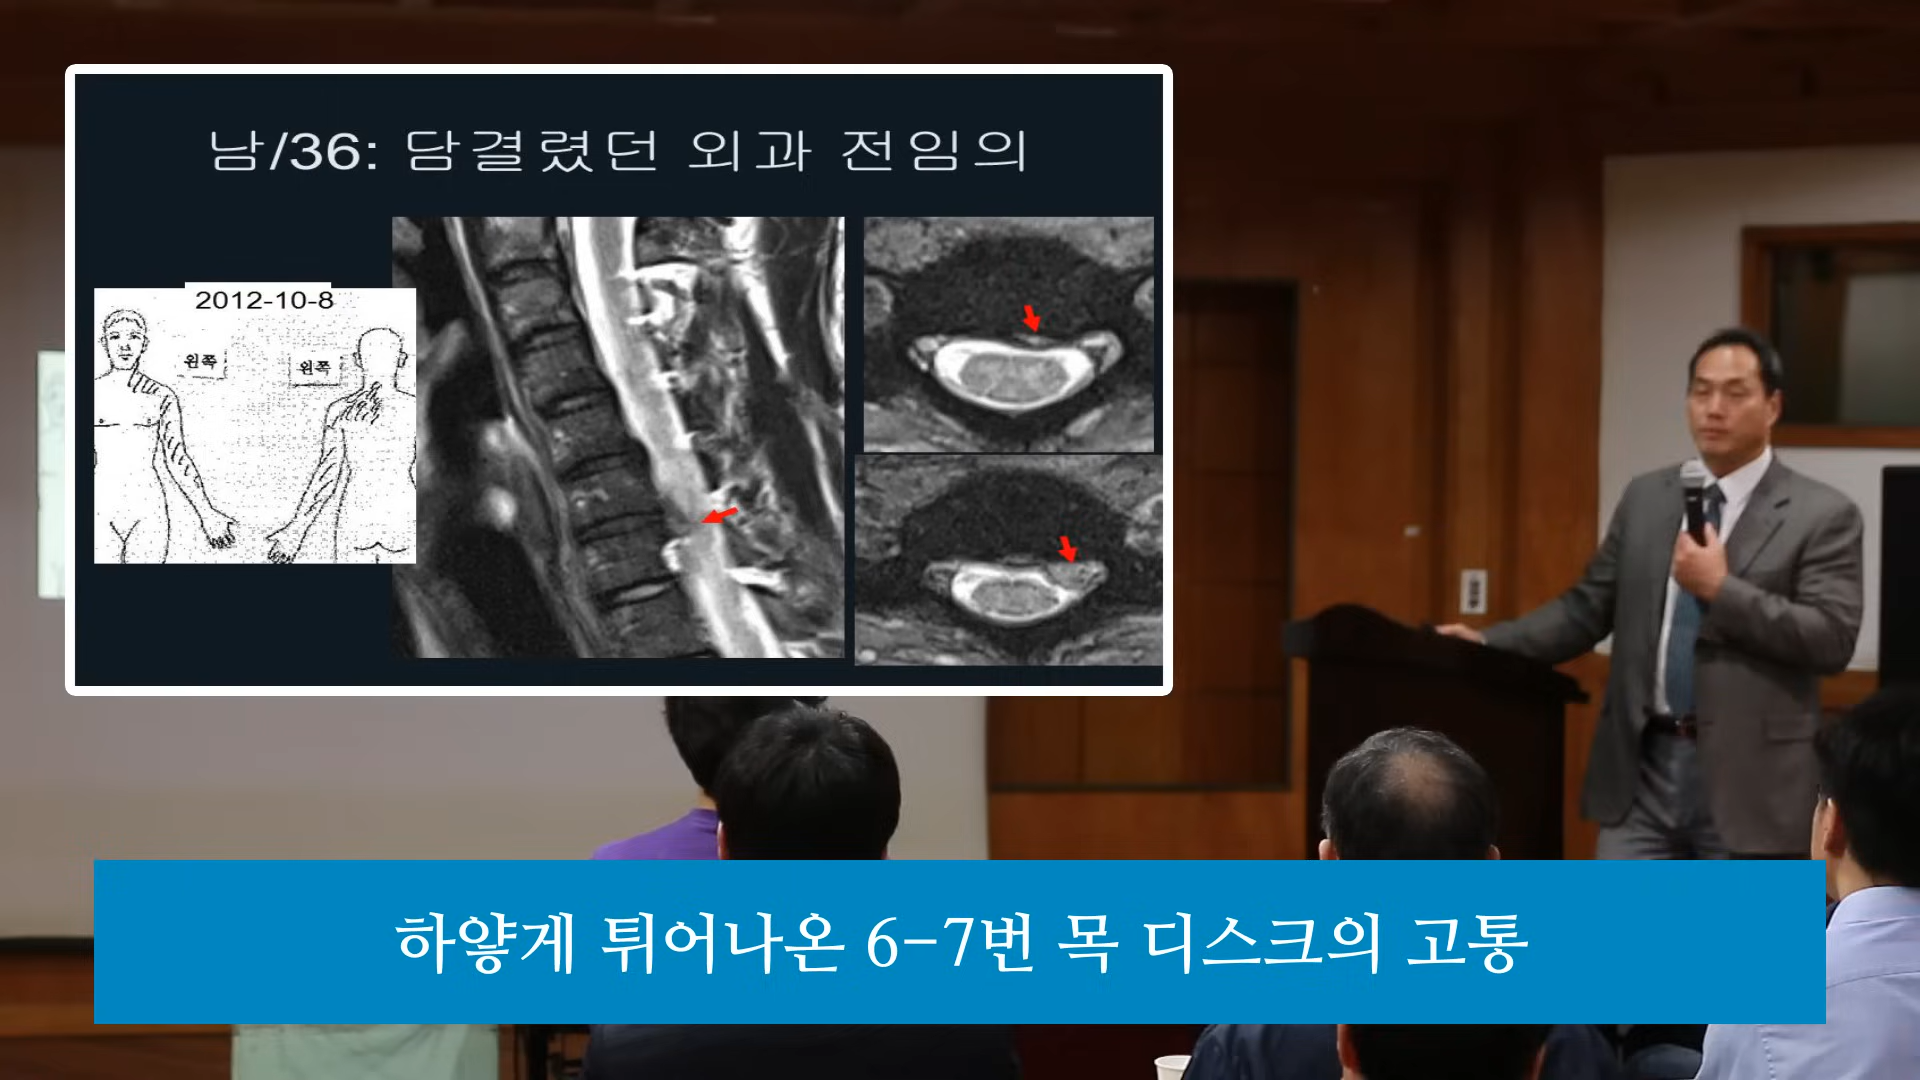 남/36: 담결렸던 외과 전임의
2012-10-8
왼쪽
왼쪽
하얗게 튀어나온 6-7번 목 디스크의 고통